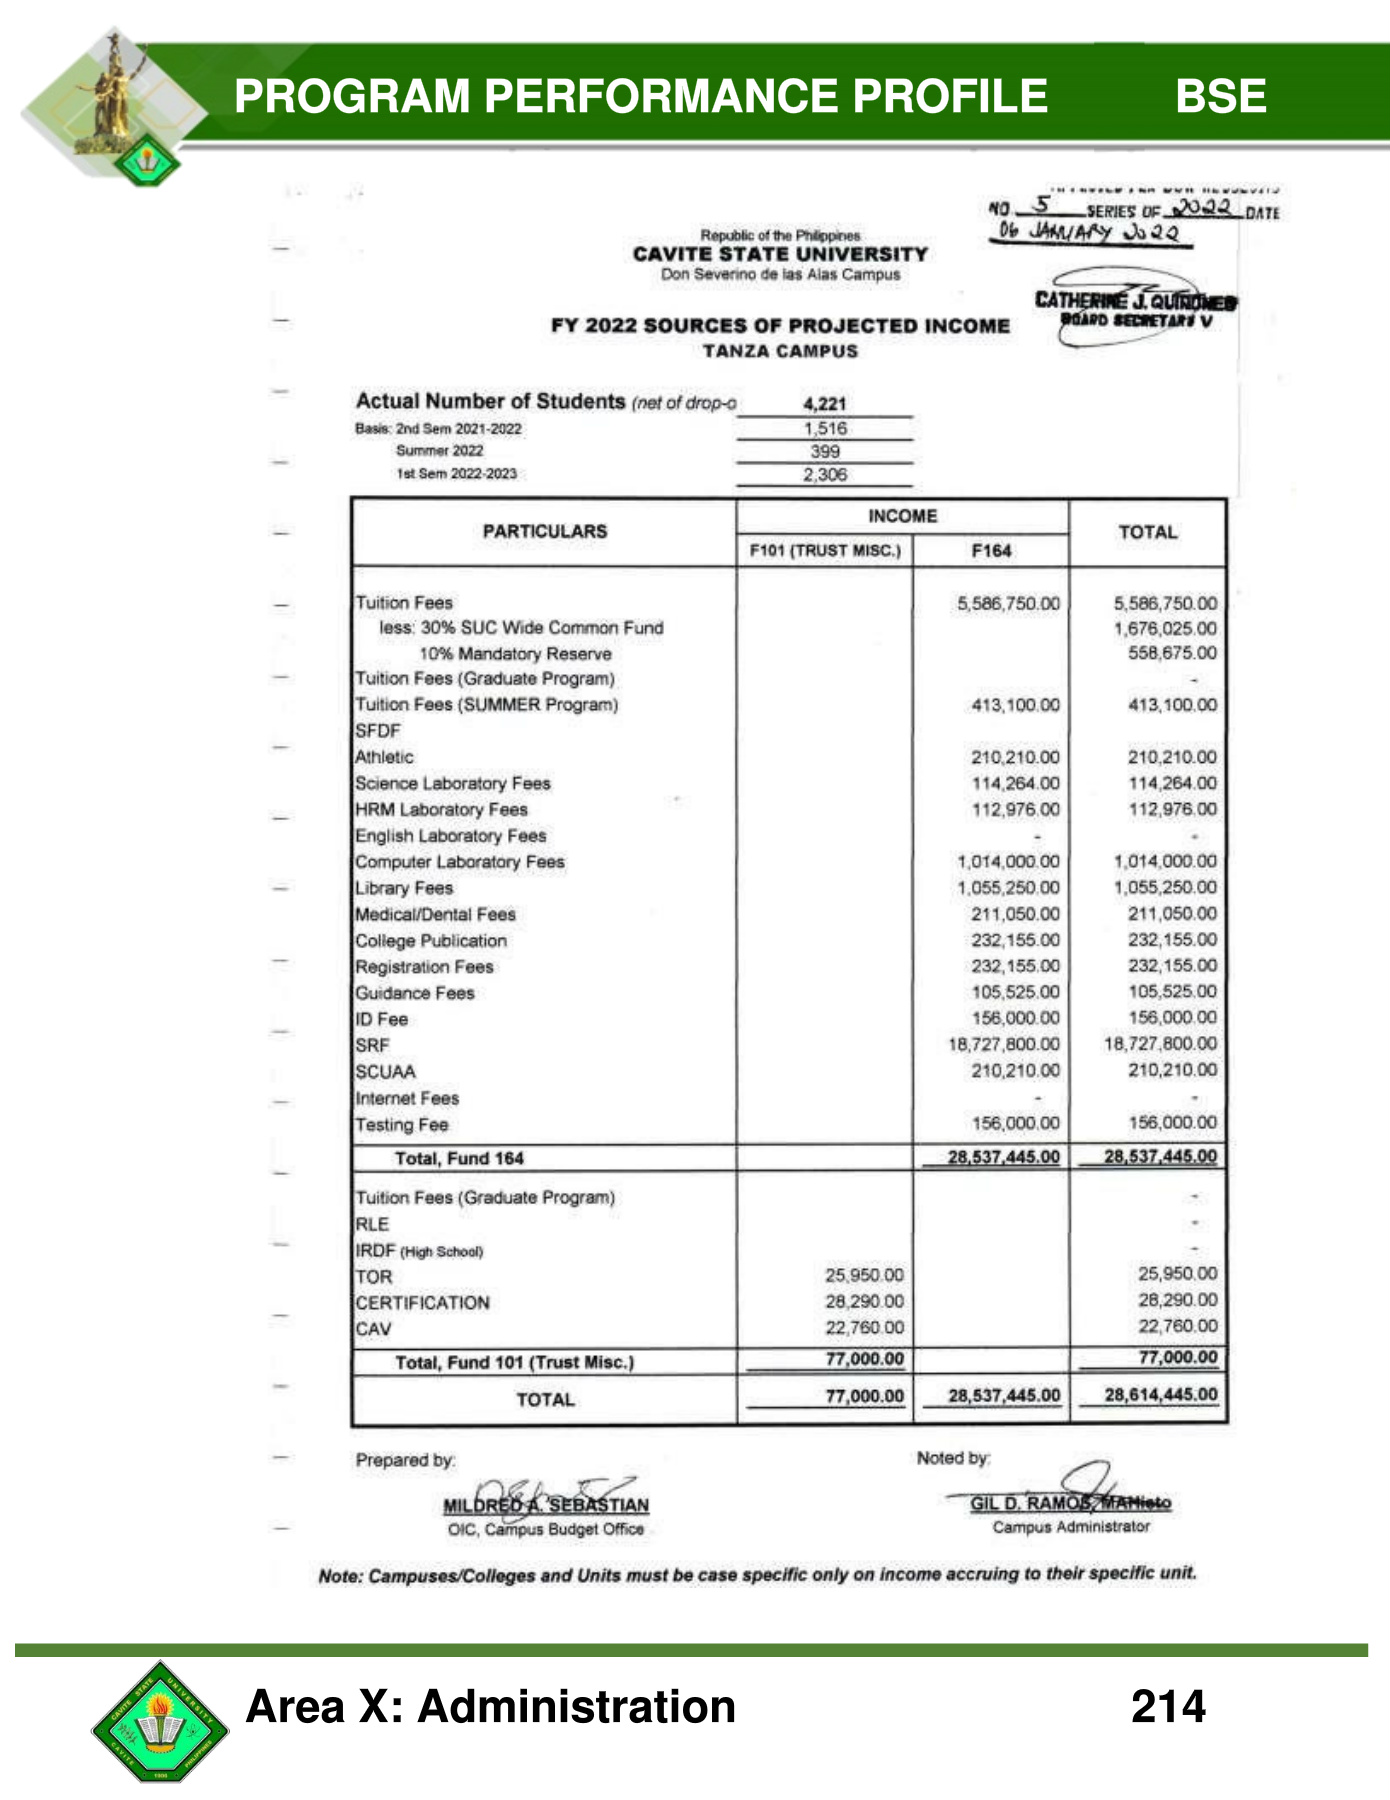 PROGRAM PERFORMANCE PROFILE BSE
NO. 5 SERIES OF 2022 DATE
06 JANUARY 2022
Republic of the Philippines
CAVITE STATE UNIVERSITY
Don Severino de las Alas Campus
CATHERINE J. QUIRONES
BOARD SECRETARY V
FY 2022 SOURCES OF PROJECTED INCOME
TANZA CAMPUS
Actual Number of Students (net of drop-o 4,221
Basis: 2nd Sem 2021-2022 1,516
Summer 2022 399
1st Sem 2022-2023 2,306
PARTICULARS INCOME TOTAL
F101 (TRUST MISC.) F164
Tuition Fees 5,586,750.00 5,586,750.00
less: 30% SUC Wide Common Fund 1,676,025.00
10% Mandatory Reserve 558,675.00
Tuition Fees (Graduate Program) -
Tuition Fees (SUMMER Program) 413,100.00 413,100.00
SFDF
Athletic 210,210.00 210,210.00
Science Laboratory Fees 114,264.00 114,264.00
HRM Laboratory Fees 112,976.00 112,976.00
English Laboratory Fees - -
Computer Laboratory Fees 1,014,000.00 1,014,000.00
Library Fees 1,055,250.00 1,055,250.00
Medical/Dental Fees 211,050.00 211,050.00
College Publication 232,155.00 232,155.00
Registration Fees 232,155.00 232,155.00
Guidance Fees 105,525.00 105,525.00
ID Fee 156,000.00 156,000.00
SRF 18,727,800.00 18,727,800.00
SCUAA 210,210.00 210,210.00
Internet Fees - -
Testing Fee 156,000.00 156,000.00
Total, Fund 164 28,537,445.00 28,537,445.00
Tuition Fees (Graduate Program) -
RLE -
IRDF (High School) -
TOR 25,950.00 25,950.00
CERTIFICATION 28,290.00 28,290.00
CAV 22,760.00 22,760.00
Total, Fund 101 (Trust Misc.) 77,000.00 77,000.00
TOTAL 77,000.00 28,537,445.00 28,614,445.00
Prepared by: Noted by:
MILDRED A. SEBASTIAN GIL D. RAMOS, MAHisto
OIC, Campus Budget Office Campus Administrator
Note: Campuses/Colleges and Units must be case specific only on income accruing to their specific unit.
CAVITE STATE UNIVERSITY
CAVITE 1906 PHILIPPINES
Area X: Administration 214